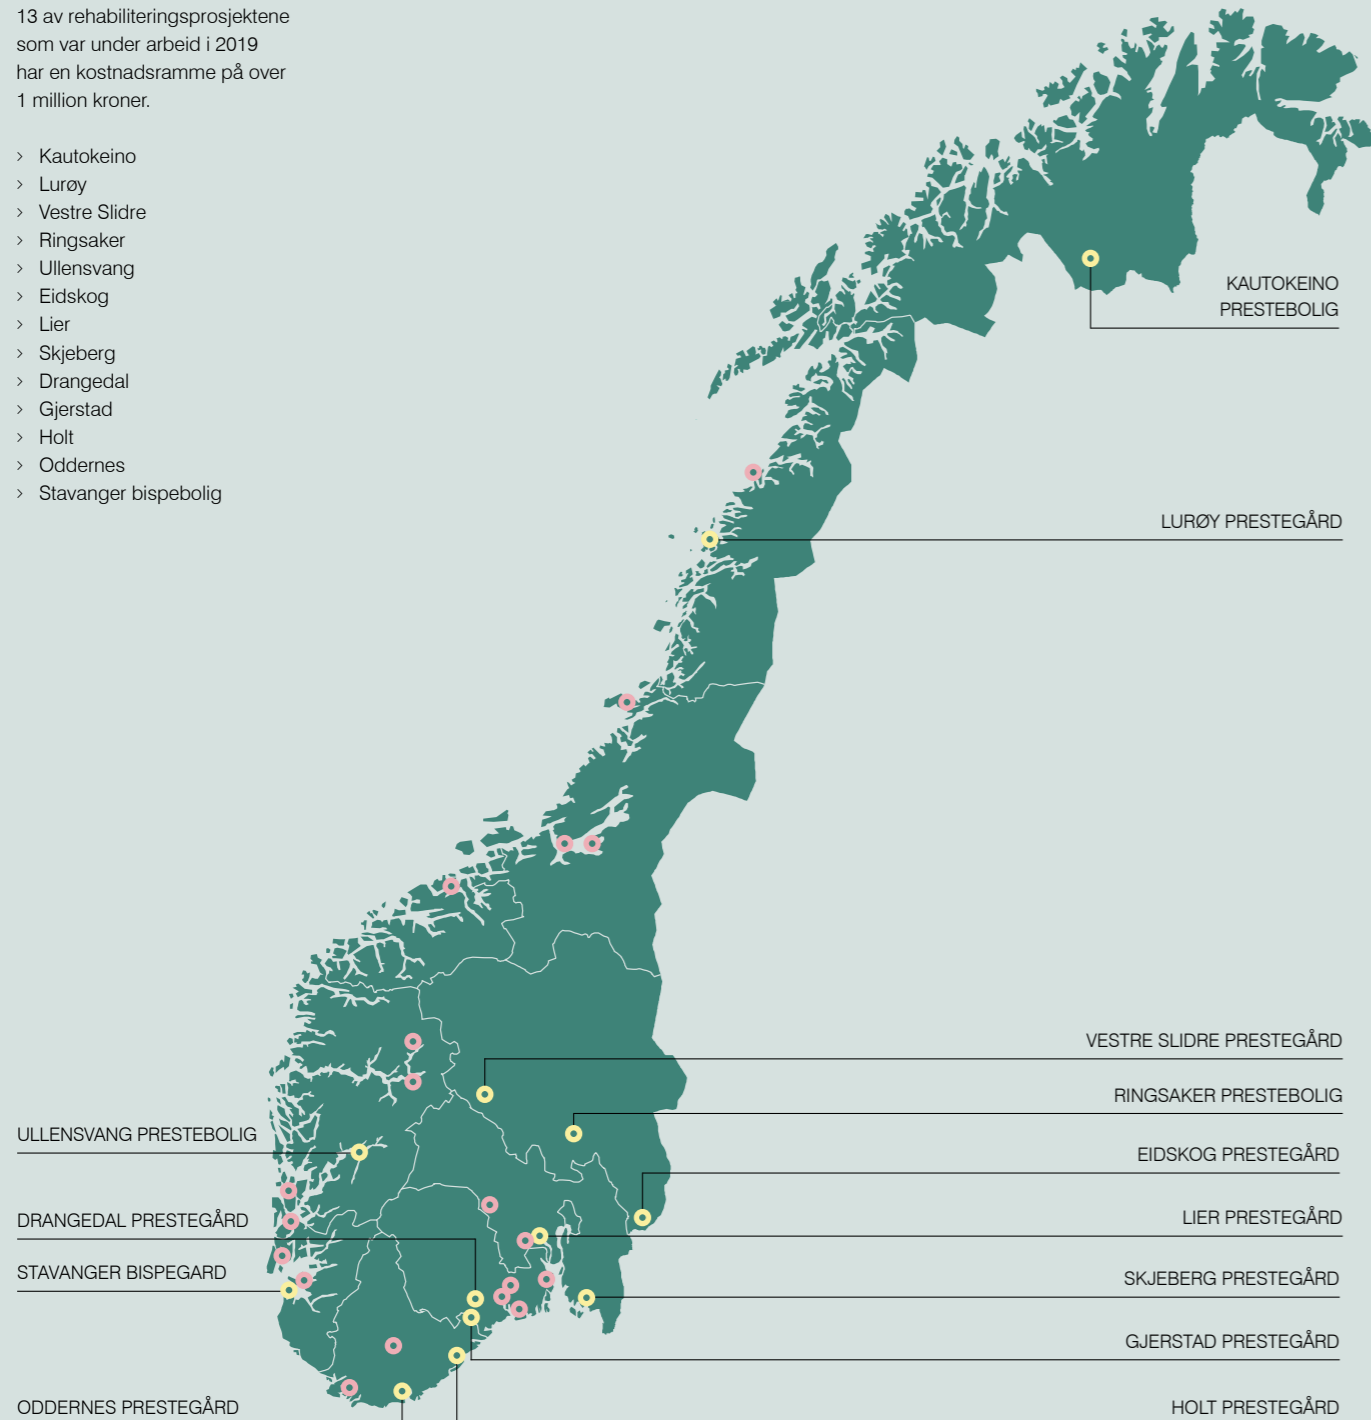 13 av rehabiliteringsprosjektene
som var under arbeid i 2019
har en kostnadsramme på over
1 million kroner.
› Kautokeino
› Lurøy
› Vestre Slidre
› Ringsaker
› Ullensvang
› Eidskog
› Lier
› Skjeberg
› Drangedal
› Gjerstad
› Holt
› Oddernes
› Stavanger bispebolig
KAUTOKEINO
PRESTEBOLIG
LURØY PRESTEGÅRD
VESTRE SLIDRE PRESTEGÅRD
RINGSAKER PRESTEBOLIG
ULLENSVANG PRESTEBOLIG
EIDSKOG PRESTEGÅRD
DRANGEDAL PRESTEGÅRD
LIER PRESTEGÅRD
STAVANGER BISPEGARD
SKJEBERG PRESTEGÅRD
GJERSTAD PRESTEGÅRD
ODDERNES PRESTEGÅRD
HOLT PRESTEGÅRD